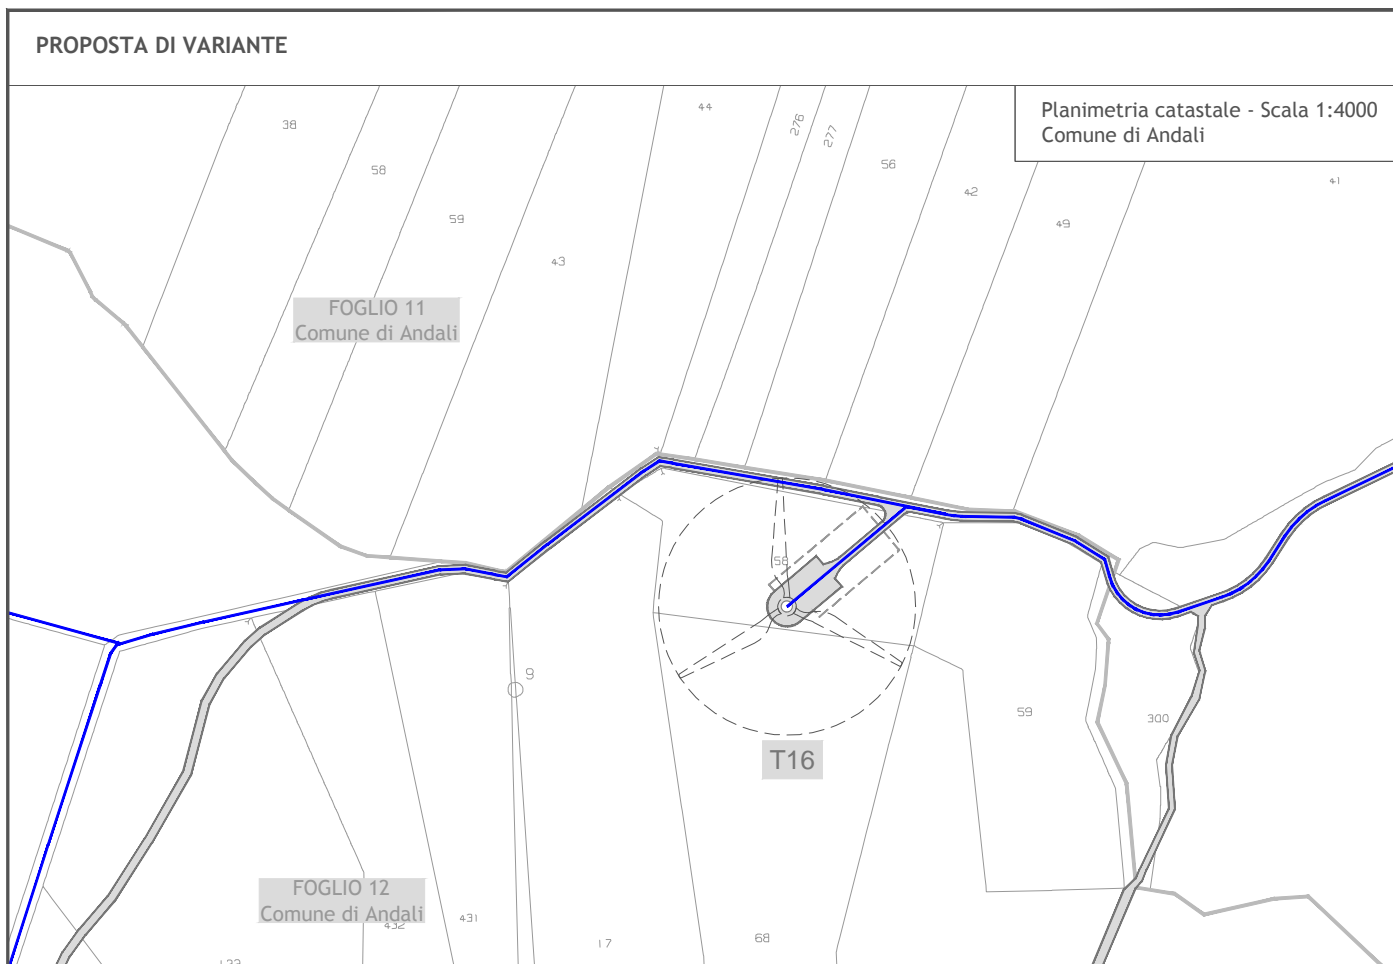 PROPOSTA DI VARIANTE
Planimetria catastale - Scala 1:4000
Comune di Andali
38
58
59
43
44
276
277
56
42
49
41
FOGLIO 11
Comune di Andali
58
9
59
300
T16
FOGLIO 12
Comune di Andali
432
431
17
68